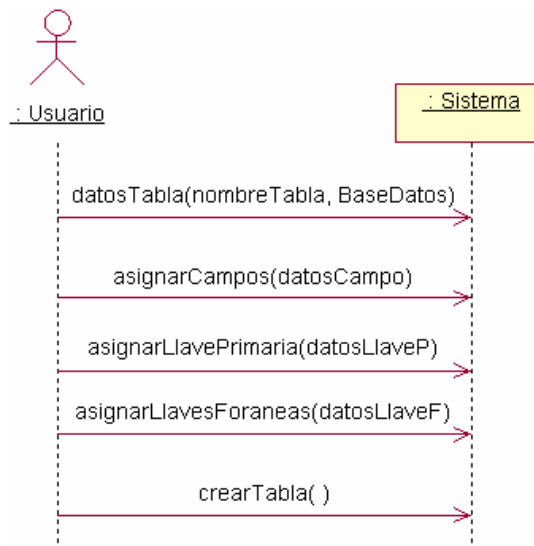 : Usuario
: Sistema
datosTabla(nombreTabla, BaseDatos)
asignarCampos(datosCampo)
asignarLlavePrimaria(datosLlaveP)
asignarLlavesForaneas(datosLlaveF)
crearTabla( )